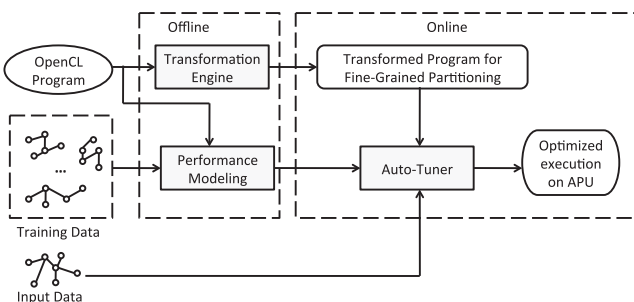 Offline
Online
OpenCL
Program
Transformation
Engine
Transformed Program for
Fine-Grained Partitioning
...
Performance
Modeling
Auto-Tuner
Optimized
execution
on APU
Training Data
Input Data